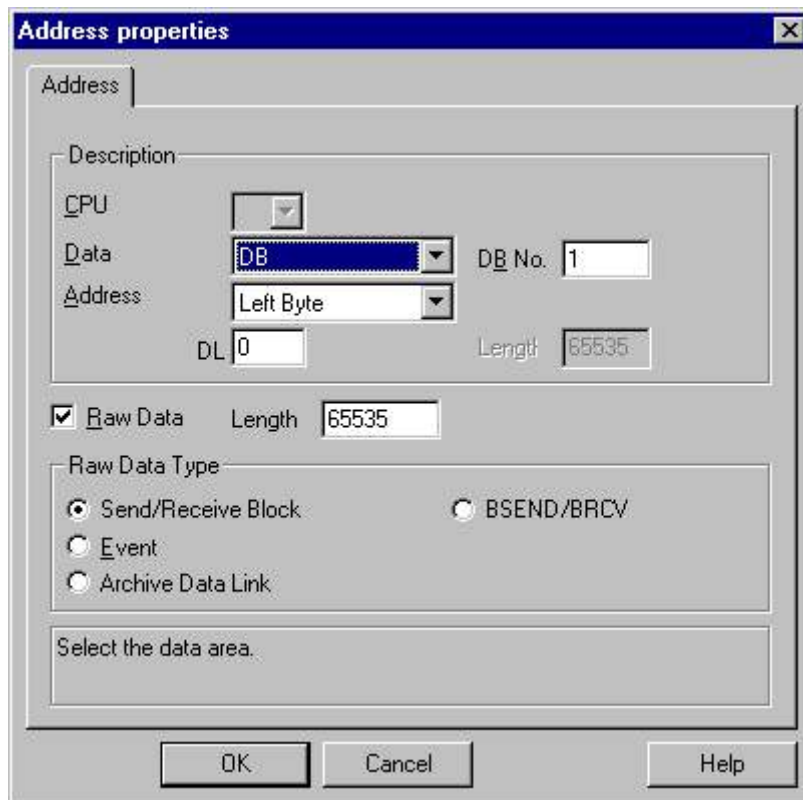 Address properties
Address
Description
CPU
Data DB DB No. 1
Address Left Byte
DL 0 Lengtl 65535
Raw Data Length 65535
Raw Data Type
Send/Receive Block BSEND/BRCV
Event
Archive Data Link
Select the data area.
OK Cancel Help